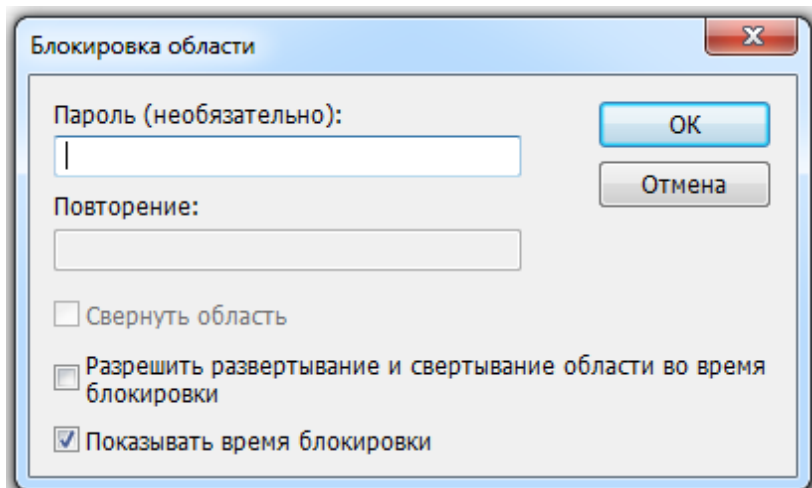 Блокировка области
Пароль (необязательно):
ОК
Отмена
Повторение:
Свернуть область
Разрешить развертывание и свертывание области во время
блокировки
Показывать время блокировки